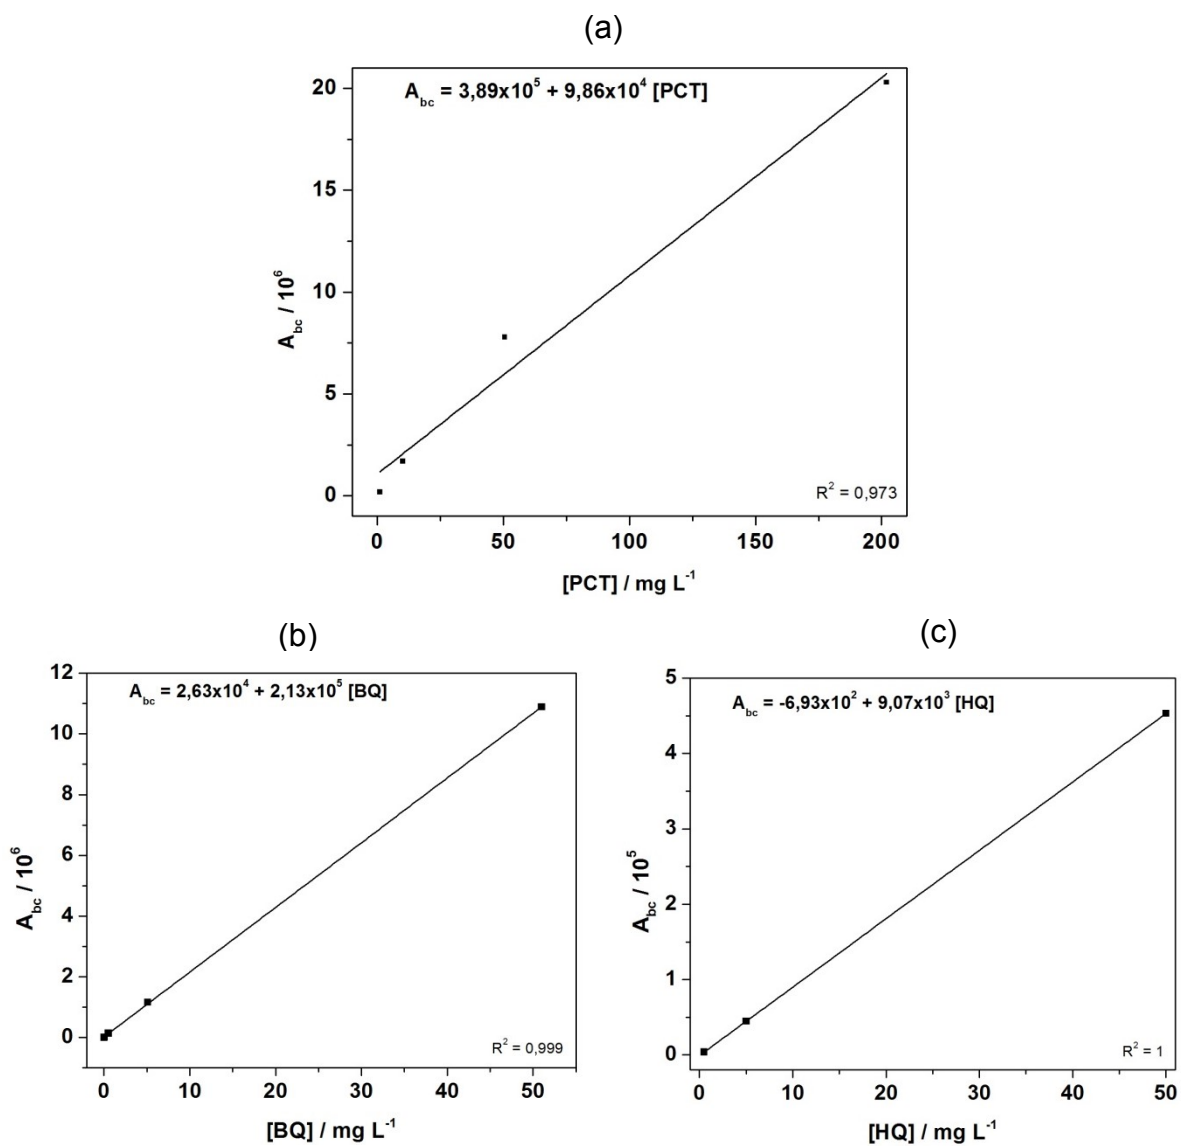 (a)
A_bc = 3,89x10^5 + 9,86x10^4 [PCT]
20
15
10
5
0
A_bc / 10^6
R^2 = 0,973
0 50 100 150 200
[PCT] / mg L^-1
(b)
A_bc = 2,63x10^4 + 2,13x10^5 [BQ]
12
10
8
6
4
2
0
A_bc / 10^6
R^2 = 0,999
0 10 20 30 40 50
[BQ] / mg L^-1
(c)
A_bc = -6,93x10^2 + 9,07x10^3 [HQ]
5
4
3
2
1
0
A_bc / 10^5
R^2 = 1
0 10 20 30 40 50
[HQ] / mg L^-1